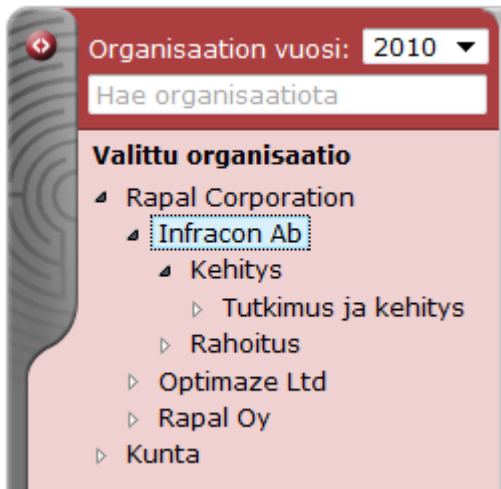 Organisaation vuosi: 2010
Hae organisaatiota
Valittu organisaatio
Rapal Corporation
Infracon Ab
Kehitys
Tutkimus ja kehitys
Rahoitus
Optimaze Ltd
Rapal Oy
Kunta